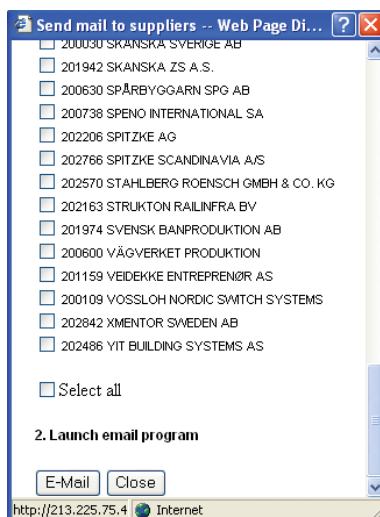 Send mail to suppliers -- Web Page Di...
200030 SKANSKA SVERIGE AB
201942 SKANSKA ZS A.S.
200630 SPÅRBYGGARN SPG AB
200738 SPENO INTERNATIONAL SA
202206 SPITZKE AG
202766 SPITZKE SCANDINAVIA A/S
202570 STAHLBERG ROENSCH GMBH & CO. KG
202163 STRUKTON RAILINFRA BV
201974 SVENSK BANPRODUKTION AB
200600 VÄGVERKET PRODUKTION
201159 VEIDEKKE ENTREPRENØR AS
200109 VOSSLOH NORDIC SWITCH SYSTEMS
202842 XMENTOR SWEDEN AB
202486 YIT BUILDING SYSTEMS AS
Select all
2. Launch email program
E-Mail Close
http://213.225.75.4 Internet